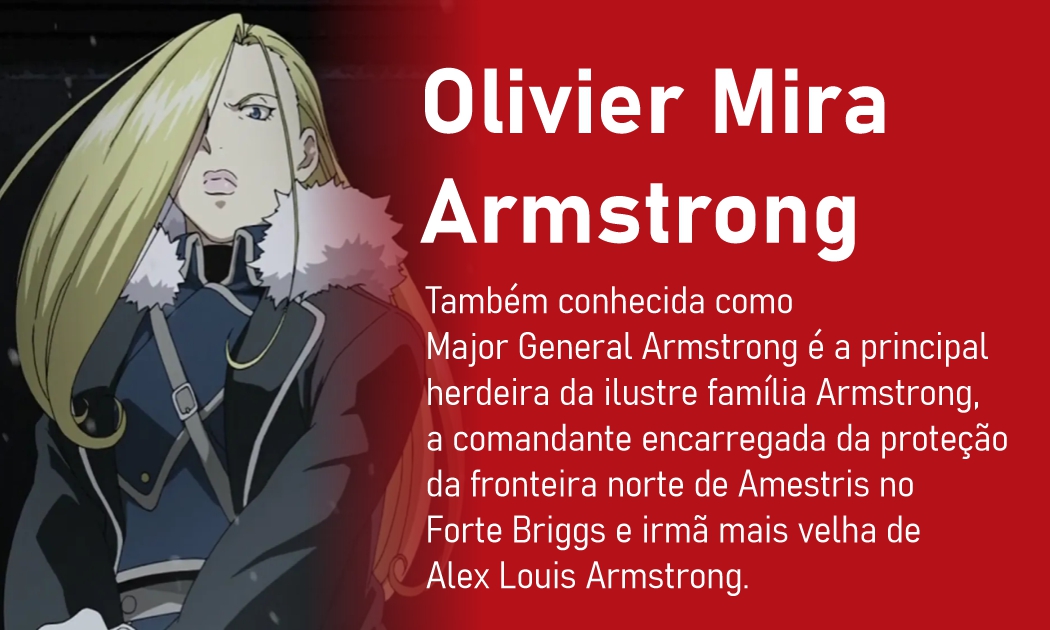 Olivier Mira
Armstrong
Também conhecida como
Major General Armstrong é a principal
herdeira da ilustre família Armstrong,
a comandante encarregada da proteção
da fronteira norte de Amestris no
Forte Briggs e irmã mais velha de
Alex Louis Armstrong.